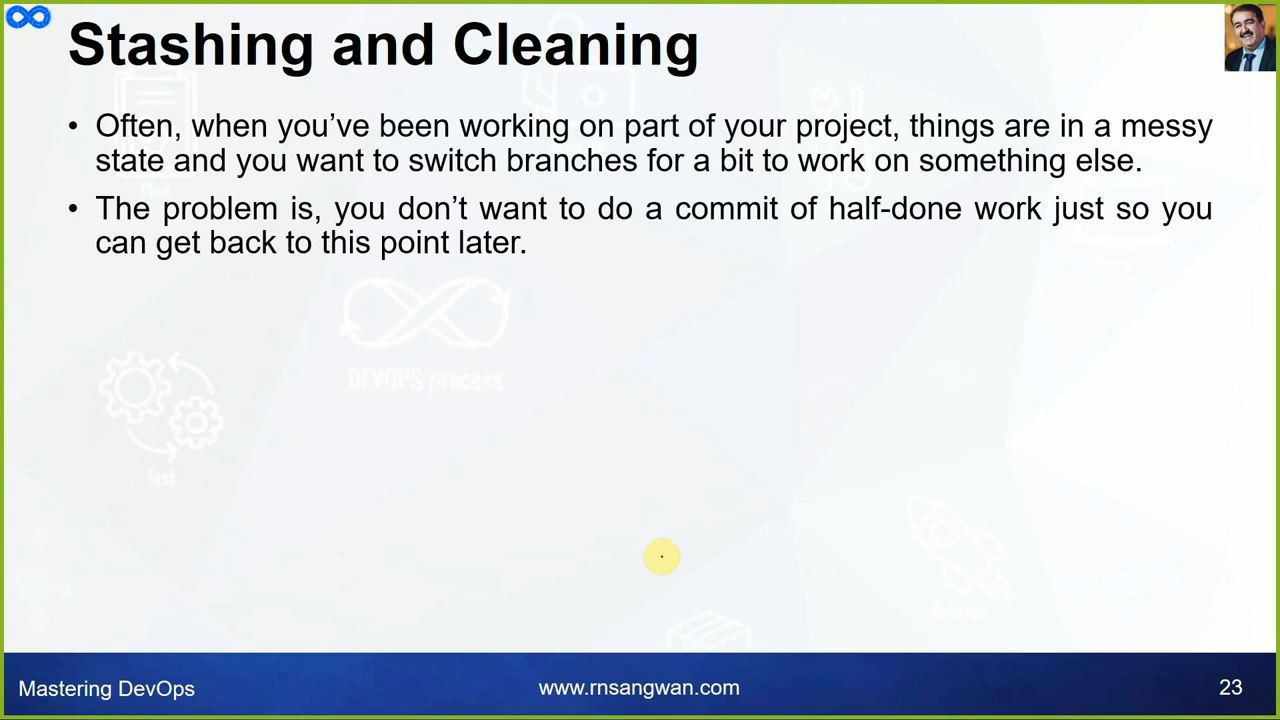 Stashing and Cleaning
• Often, when you’ve been working on part of your project, things are in a messy
state and you want to switch branches for a bit to work on something else.
• The problem is, you don’t want to do a commit of half-done work just so you
can get back to this point later.
DEVOPS process
Test
Mastering DevOps
www.rnsangwan.com
23